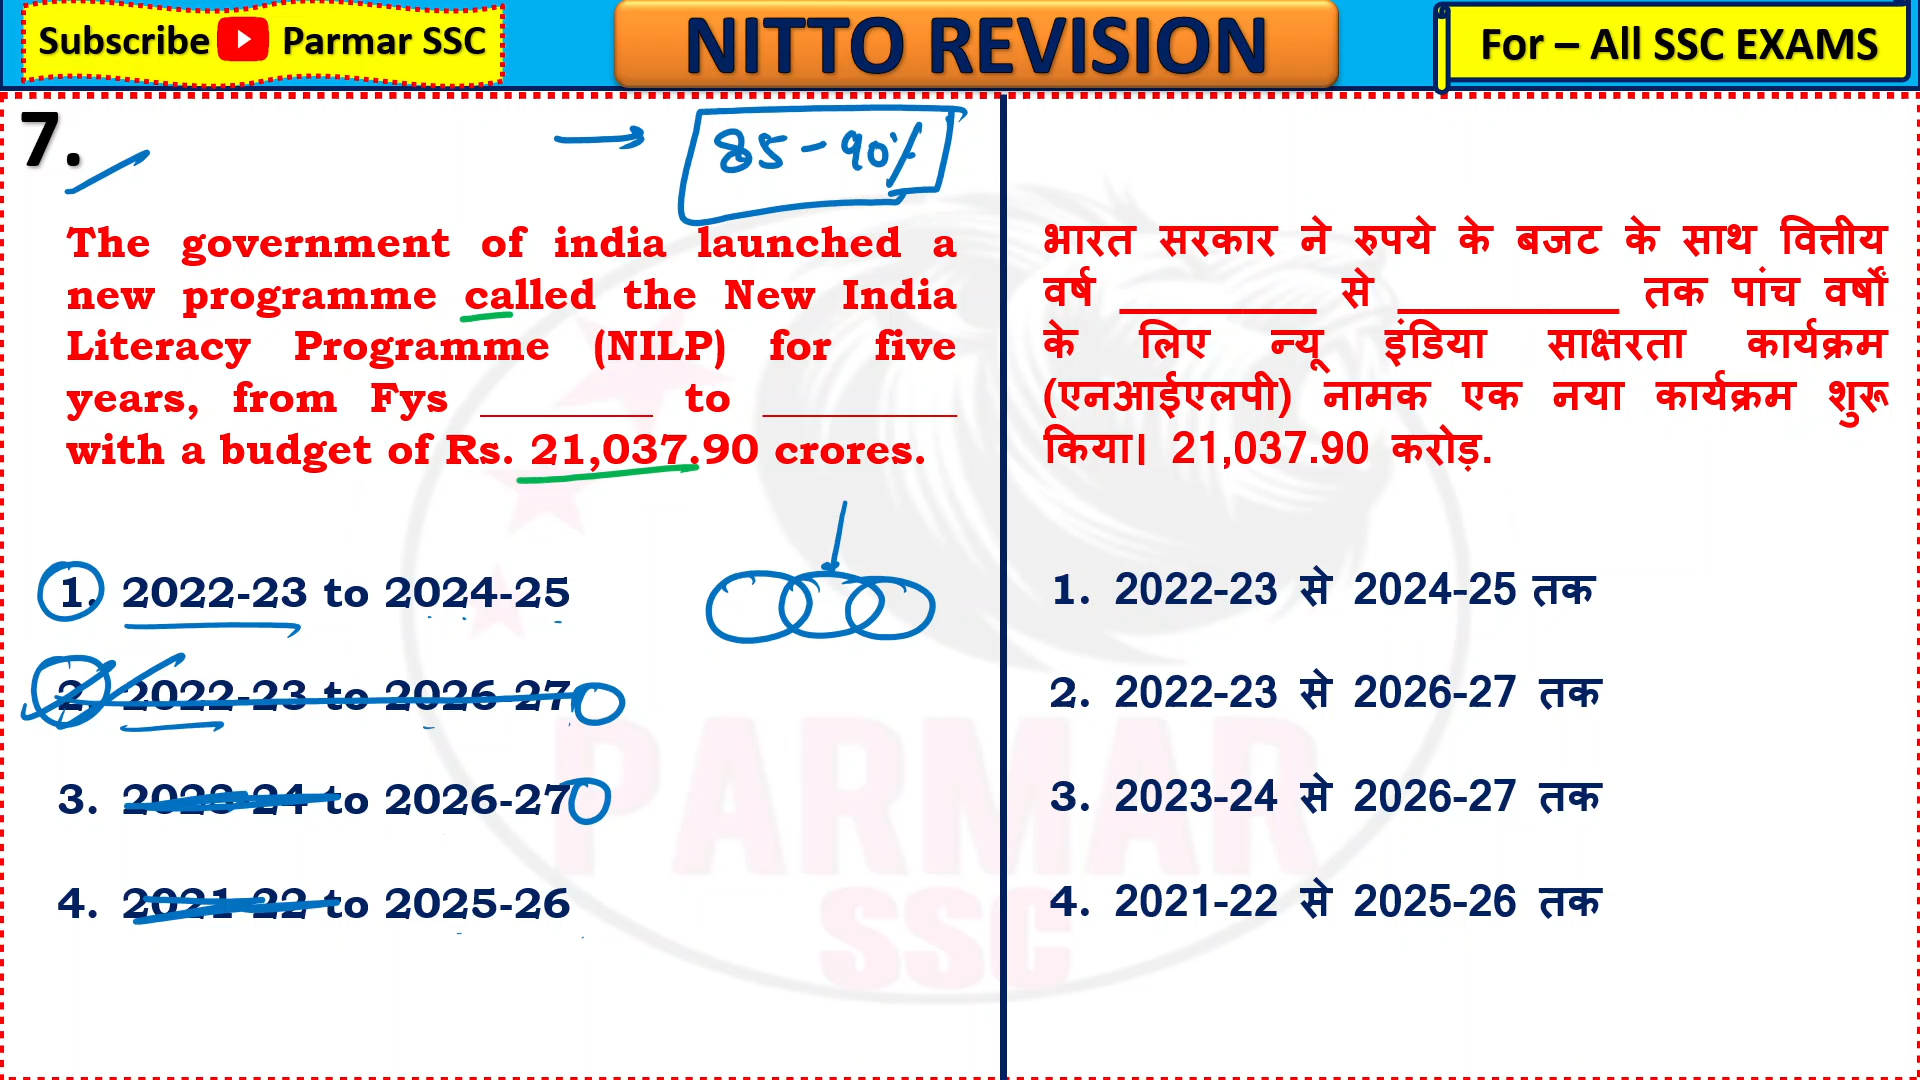 Subscribe Parmar SSC
NITTO REVISION
For – All SSC EXAMS
7.
85 - 90%
The government of india launched a
new programme called the New India
Literacy Programme (NILP) for five
years, from Fys ________ to _________
with a budget of Rs. 21,037.90 crores.
1. 2022-23 to 2024-25
2. 2022-23 to 2026-27
3. 2023-24 to 2026-27
4. 2021-22 to 2025-26
भारत सरकार ने रुपये के बजट के साथ वित्तीय
वर्ष ________ से _________ तक पांच वर्षों
के लिए न्यू इंडिया साक्षरता कार्यक्रम
(एनआईएलपी) नामक एक नया कार्यक्रम शुरू
किया। 21,037.90 करोड़.
1. 2022-23 से 2024-25 तक
2. 2022-23 से 2026-27 तक
3. 2023-24 से 2026-27 तक
4. 2021-22 से 2025-26 तक
PARMAR
SSC